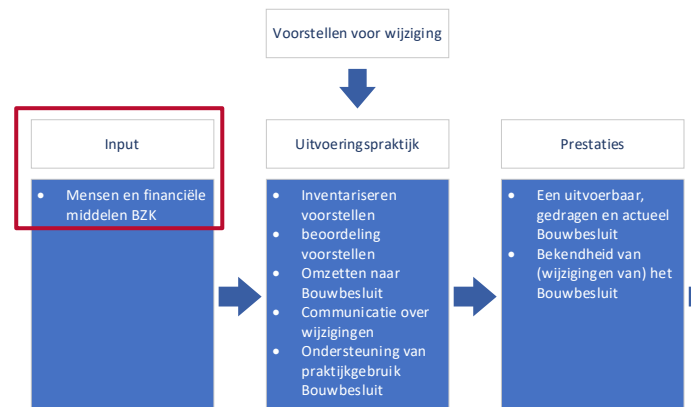 Voorstellen voor wijziging
Input
• Mensen en financiële
middelen BZK
Uitvoeringspraktijk
• Inventariseren
voorstellen
• beoordeling
voorstellen
• Omzetten naar
Bouwbesluit
• Communicatie over
wijzigingen
• Ondersteuning van
praktijkgebruik
Bouwbesluit
Prestaties
• Een uitvoerbaar,
gedragen en actueel
Bouwbesluit
• Bekendheid van
(wijzigingen van) het
Bouwbesluit